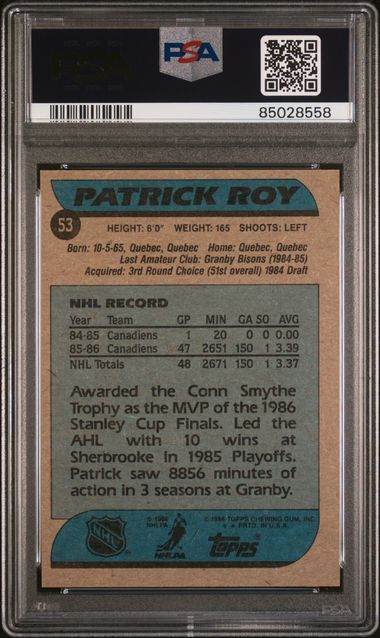 PSA
PSA
85028558
PATRICK ROY
53
HEIGHT: 6'0" WEIGHT: 165 SHOOTS: LEFT
Born: 10-5-65, Quebec, Quebec Home: Quebec, Quebec
Last Amateur Club: Granby Bisons (1984-85)
Acquired: 3rd Round Choice (51st overall) 1984 Draft
NHL RECORD
Year Team GP MIN GA SO AVG
84-85 Canadiens 1 20 0 0 0.00
85-86 Canadiens 47 2651 150 1 3.39
NHL Totals 48 2671 150 1 3.37
Awarded the Conn Smythe
Trophy as the MVP of the 1986
Stanley Cup Finals. Led the
AHL with 10 wins at
Sherbrooke in 1985 Playoffs.
Patrick saw 8856 minutes of
action in 3 seasons at Granby.
NHL
© 1986
NHLPA
NHLPA
© 1986 TOPPS CHEWING GUM, INC.
PRTD. IN U.S.A.
topps
PSA